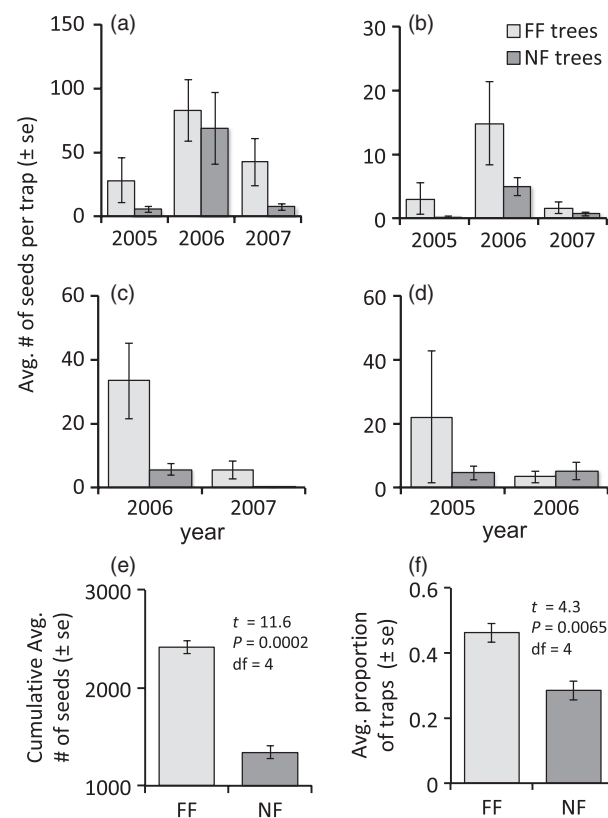 (a)
150
100
50
0
2005 2006 2007
(b)
FF trees
NF trees
30
20
10
0
2005 2006 2007
Avg. # of seeds per trap (± se)
(c)
60
40
20
0
2006 2007
year
(d)
60
40
20
0
2005 2006
year
(e)
3000
2000
1000
t = 11.6
P = 0.0002
df = 4
Cumulative Avg.
# of seeds (± se)
FF NF
(f)
0.6
0.4
0.2
0
t = 4.3
P = 0.0065
df = 4
Avg. proportion
of traps (± se)
FF NF